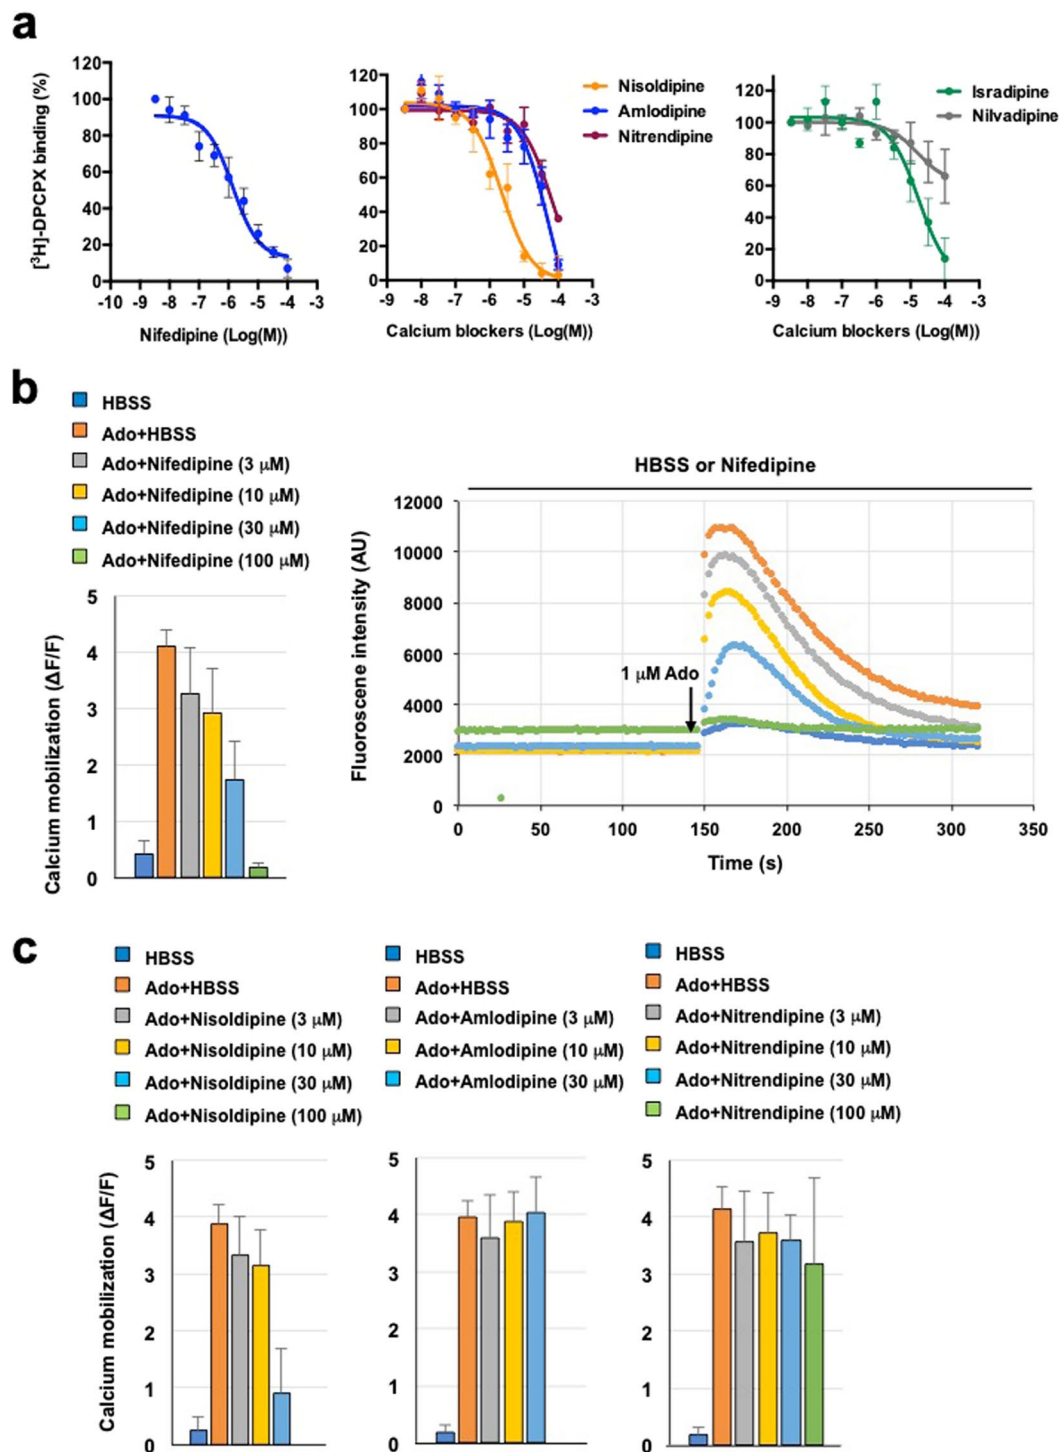 a
[³H]-DPCPX binding (%)
120
100
80
60
40
20
0
-10 -9 -8 -7 -6 -5 -4 -3
Nifedipine (Log(M))
120
100
80
60
40
20
0
-9 -8 -7 -6 -5 -4 -3
Calcium blockers (Log(M))
Nisoldipine
Amlodipine
Nitrendipine
120
100
80
60
40
20
0
-9 -8 -7 -6 -5 -4 -3
Calcium blockers (Log(M))
Isradipine
Nilvadipine
b
HBSS
Ado+HBSS
Ado+Nifedipine (3 μM)
Ado+Nifedipine (10 μM)
Ado+Nifedipine (30 μM)
Ado+Nifedipine (100 μM)
Calcium mobilization (ΔF/F)
5
4
3
2
1
0
HBSS or Nifedipine
Fluoroscene intensity (AU)
12000
10000
8000
6000
4000
2000
0
1 μM Ado
0 50 100 150 200 250 300 350
Time (s)
c
HBSS
Ado+HBSS
Ado+Nisoldipine (3 μM)
Ado+Nisoldipine (10 μM)
Ado+Nisoldipine (30 μM)
Ado+Nisoldipine (100 μM)
HBSS
Ado+HBSS
Ado+Amlodipine (3 μM)
Ado+Amlodipine (10 μM)
Ado+Amlodipine (30 μM)
HBSS
Ado+HBSS
Ado+Nitrendipine (3 μM)
Ado+Nitrendipine (10 μM)
Ado+Nitrendipine (30 μM)
Ado+Nitrendipine (100 μM)
Calcium mobilization (ΔF/F)
5
4
3
2
1
0
5
4
3
2
1
0
5
4
3
2
1
0